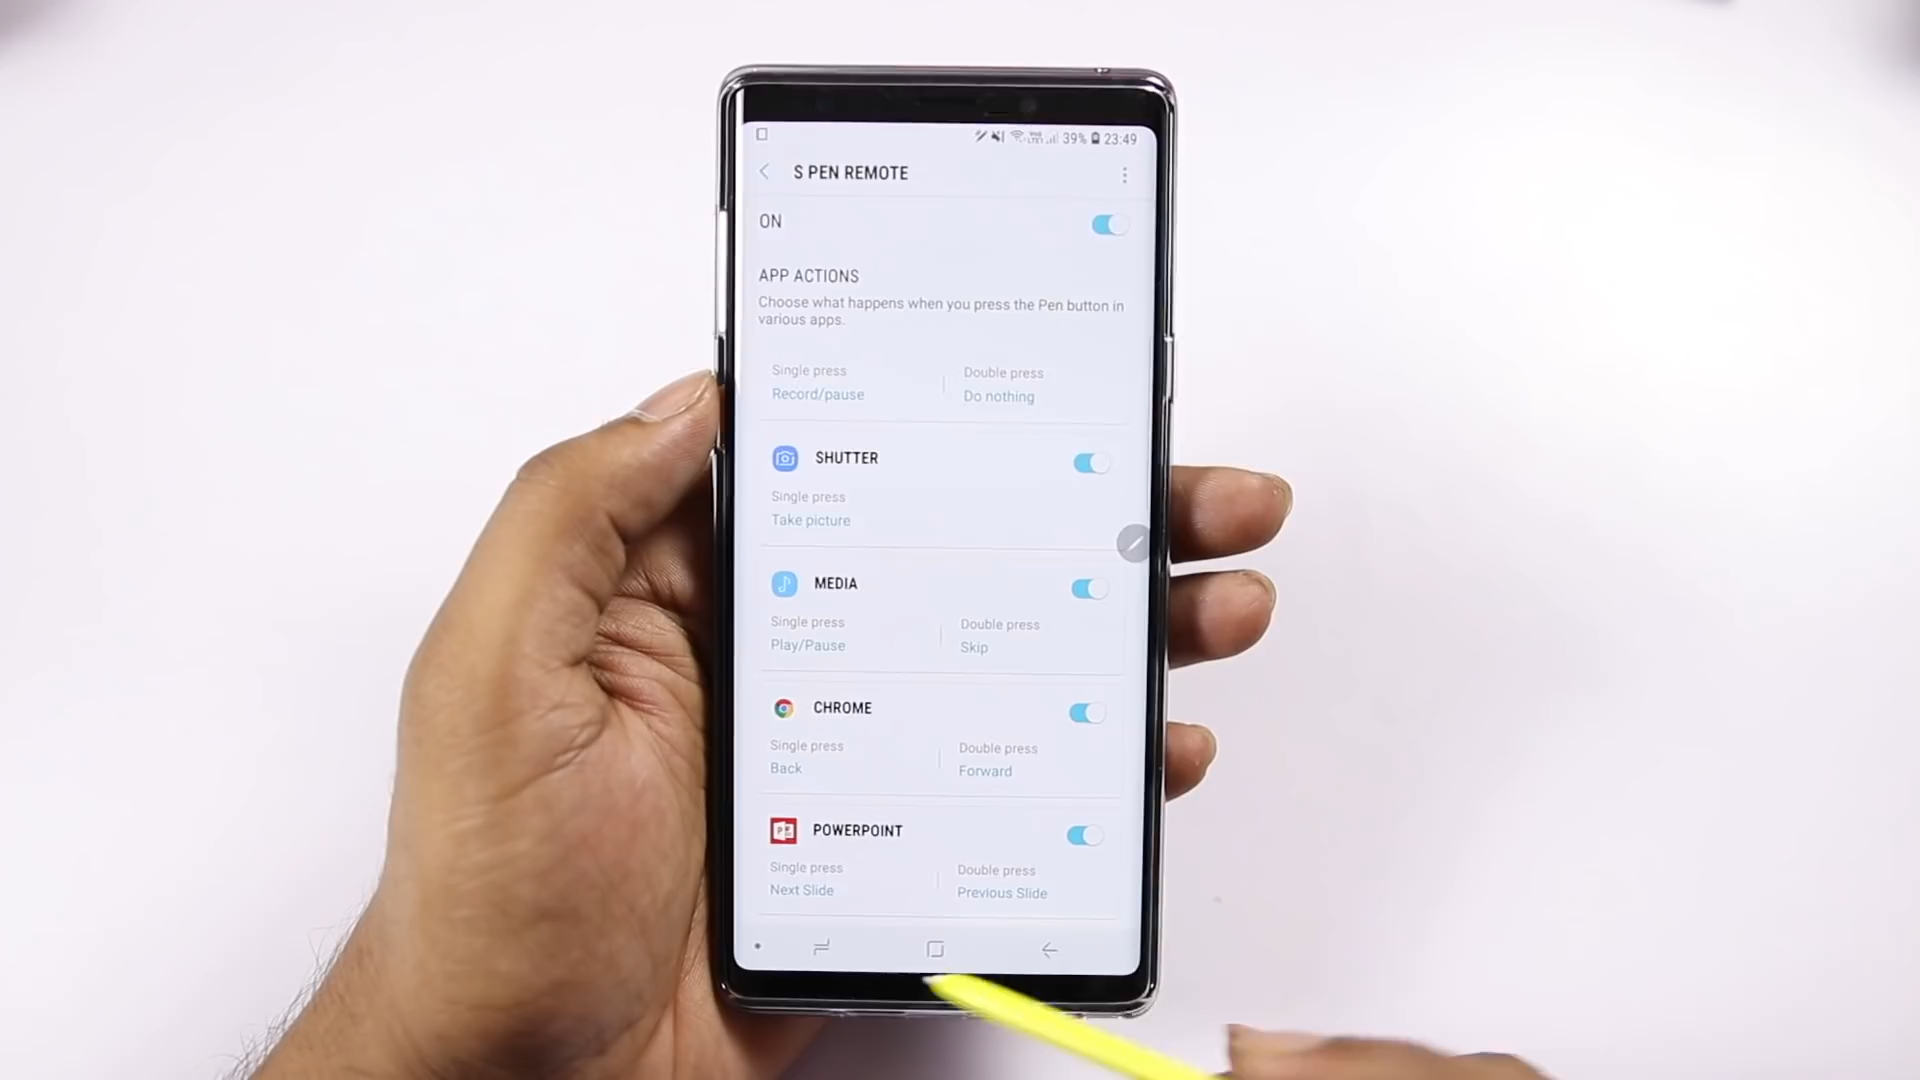 39% 23:49
S PEN REMOTE
ON
APP ACTIONS
Choose what happens when you press the Pen button in
various apps.
Single press
Double press
Record/pause
Do nothing
SHUTTER
Single press
Take picture
MEDIA
Single press
Double press
Play/Pause
Skip
CHROME
Single press
Double press
Back
Forward
POWERPOINT
Single press
Double press
Next Slide
Previous Slide